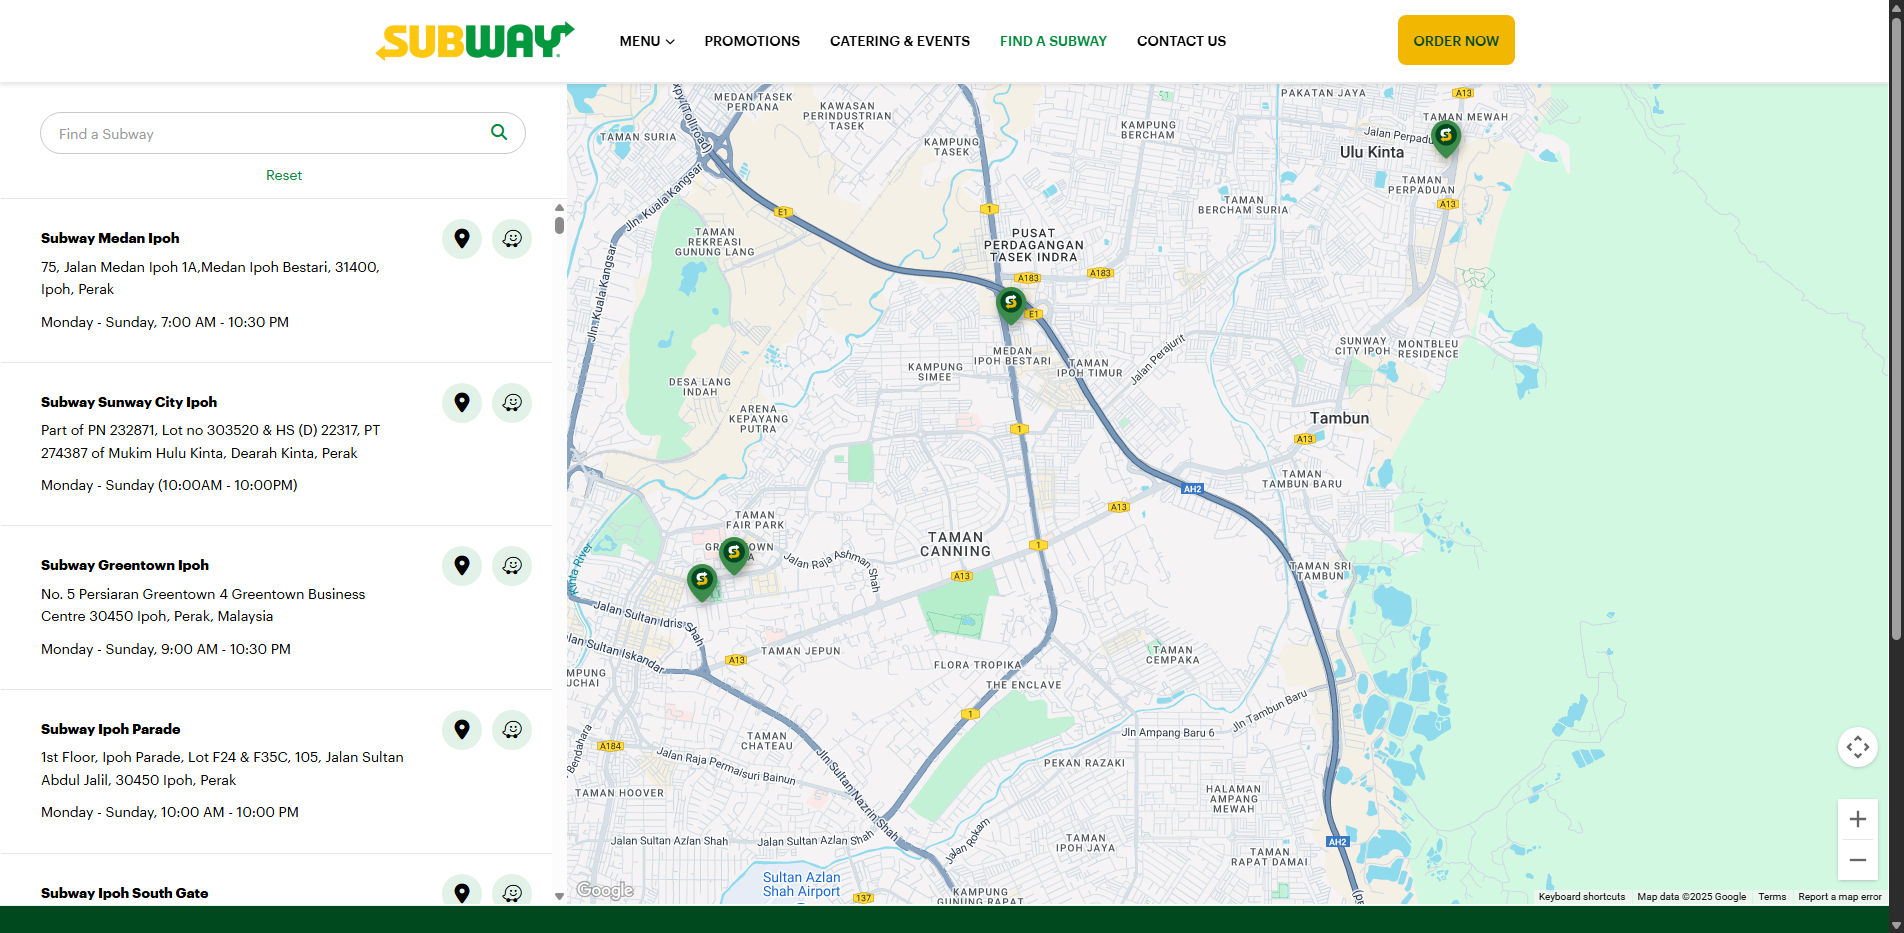 SUBWAY
MENU
PROMOTIONS
CATERING & EVENTS
FIND A SUBWAY
CONTACT US
ORDER NOW
Find a Subway
Reset
Subway Medan Ipoh
75, Jalan Medan Ipoh 1A,Medan Ipoh Bestari, 31400,
Ipoh, Perak
Monday - Sunday, 7:00 AM - 10:30 PM
Subway Sunway City Ipoh
Part of PN 232871, Lot no 303520 & HS (D) 22317, PT
274387 of Mukim Hulu Kinta, Dearah Kinta, Perak
Monday - Sunday (10:00AM - 10:00PM)
Subway Greentown Ipoh
No. 5 Persiaran Greentown 4 Greentown Business
Centre 30450 Ipoh, Perak, Malaysia
Monday - Sunday, 9:00 AM - 10:30 PM
Subway Ipoh Parade
1st Floor, Ipoh Parade, Lot F24 & F35C, 105, Jalan Sultan
Abdul Jalil, 30450 Ipoh, Perak
Monday - Sunday, 10:00 AM - 10:00 PM
Subway Ipoh South Gate
MEDAN TASEK
PERDANA
KAWASAN
PERINDUSTRIAN
TASEK
TAMAN SURIA
KAMPUNG
TASEK
KAMPUNG
BERCHAM
PAKATAN JAYA
A13
TAMAN MEWAH
Jalan Perpadu
Ulu Kinta
TAMAN
PERPADUAN
A13
Jln. Kuala Kangsar
E1
1
TAMAN
BERCHAM SURIA
TAMAN
REKREASI
GUNUNG LANG
PUSAT
PERDAGANGAN
TASEK INDRA
A183
A183
Jln. Kuala Kangsar
E1
MEDAN
IPOH BESTARI
TAMAN
IPOH TIMUR
Jalan Perajurit
SUNWAY
CITY IPOH
MONTBLEU
RESIDENCE
KAMPUNG
SIMEE
DESA LANG
INDAH
ARENA
KEPAYANG
PUTRA
1
Tambun
A13
TAMAN
TAMBUN BARU
AH2
A13
TAMAN
FAIR PARK
TAMAN
CANNING
1
Kinta River
Jalan Raja Ashman Shah
A13
TAMAN SRI
TAMBUN
Jalan Sultan Idris Shah
Jalan Sultan Iskandar
A13
TAMAN JEPUN
FLORA TROPIKA
TAMAN
CEMPAKA
THE ENCLAVE
MPUNG
UCHAI
1
Jln Tambun Baru
Jln Ampang Baru 6
Bendahara
A184
TAMAN
CHATEAU
Jalan Raja Permaisuri Bainun
Jln Sultan Nazrin Shah
PEKAN RAZAKI
TAMAN HOOVER
HALAMAN
AMPANG
MEWAH
Jalan Sultan Azlan Shah
Jalan Sultan Azlan Shah
Jalan Rokam
TAMAN
IPOH JAYA
AH2
TAMAN
RAPAT DAMAI
Sultan Azlan
Shah Airport
137
KAMPUNG
GUNUNG RAPAT
Google
Keyboard shortcuts
Map data ©2025 Google
Terms
Report a map error